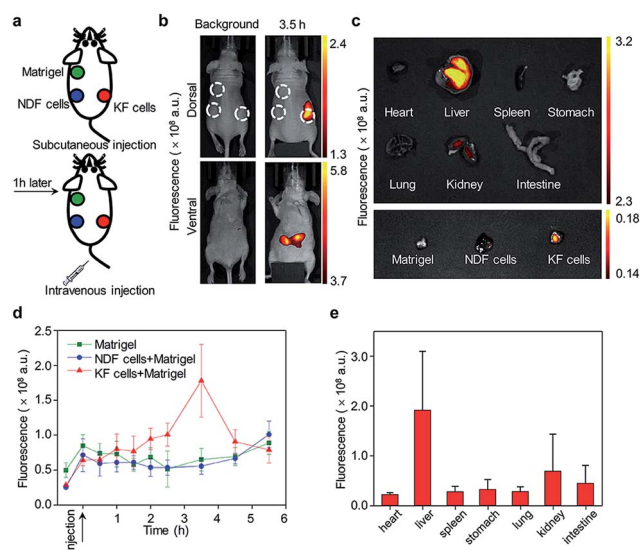 a
Matrigel
NDF cells
KF cells
Subcutaneous injection
1h later
Intravenous injection
b
Background
3.5 h
Fluorescence (× 10⁸ a.u.)
Dorsal
Ventral
2.4
1.3
5.8
3.7
c
Fluorescence (× 10⁸ a.u.)
Heart
Liver
Spleen
Stomach
Lung
Kidney
Intestine
3.2
2.3
Matrigel
NDF cells
KF cells
0.18
0.14
d
Fluorescence (× 10⁸ a.u.)
2.5
2.0
1.5
1.0
0.5
0.0
Matrigel
NDF cells+Matrigel
KF cells+Matrigel
injection
1
2
3
4
5
6
Time (h)
e
Fluorescence (× 10⁸ a.u.)
3.0
2.0
1.0
0.0
heart
liver
spleen
stomach
lung
kidney
intestine